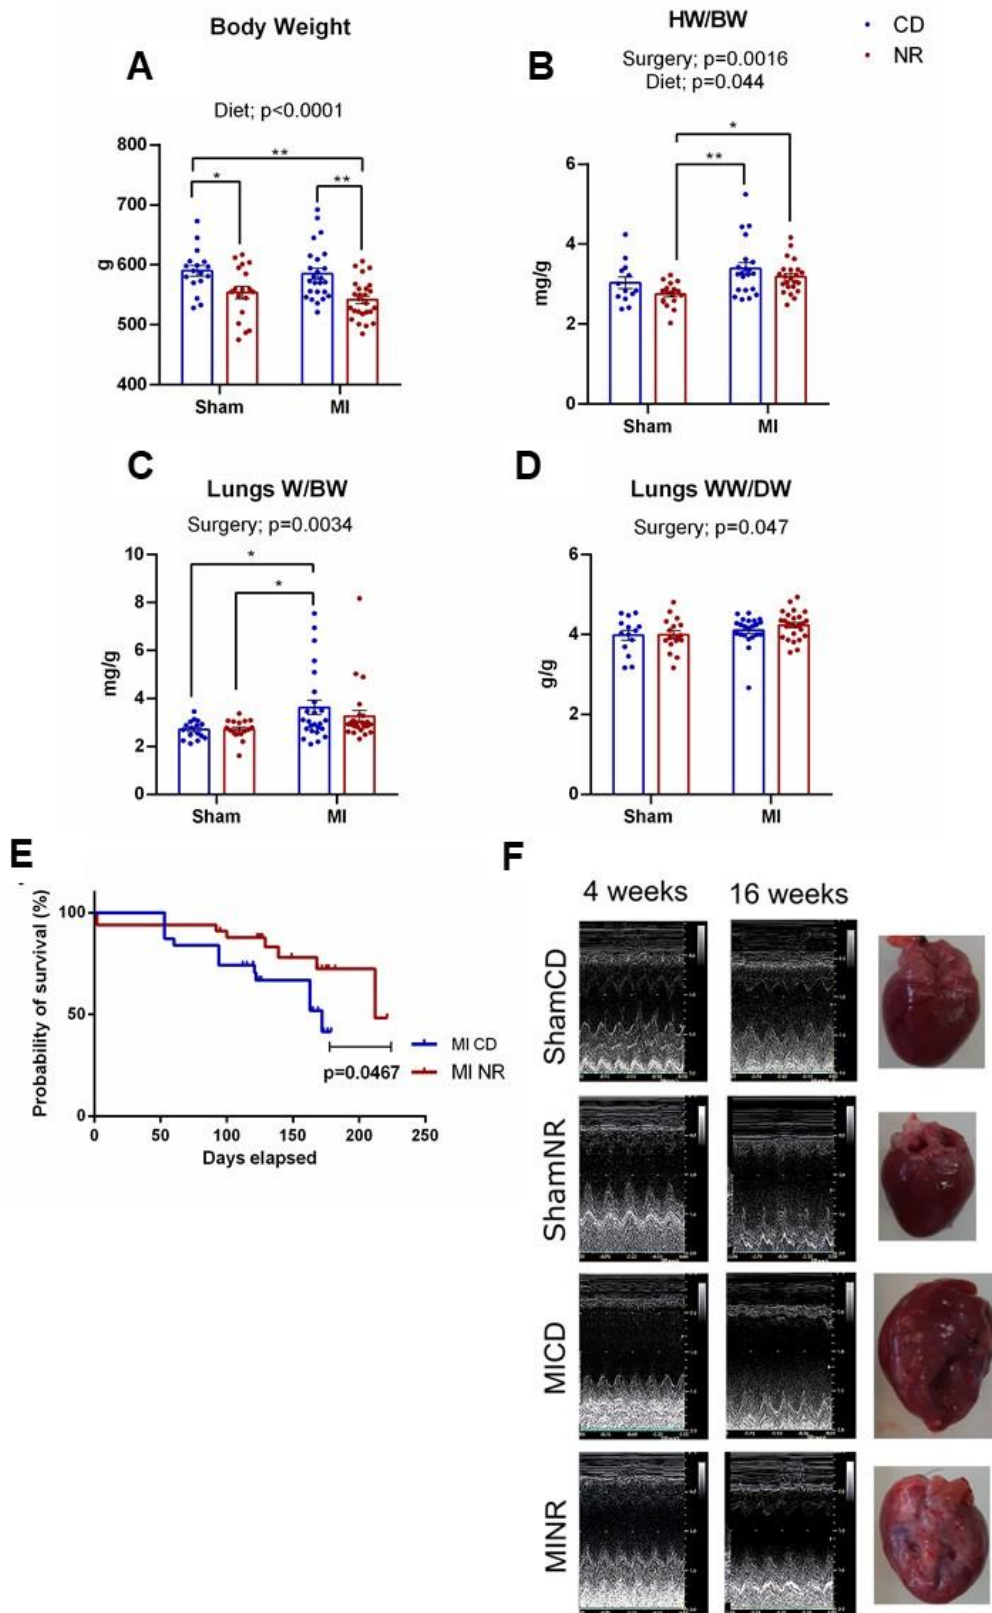 Body Weight
A
Diet; p<0.0001
**
*
**
800
700
600
500
400
g
Sham
MI
HW/BW
B
Surgery; p=0.0016
Diet; p=0.044
CD
NR
*
**
6
4
2
0
mg/g
Sham
MI
C
Lungs W/BW
Surgery; p=0.0034
*
*
10
8
6
4
2
0
mg/g
Sham
MI
D
Lungs WW/DW
Surgery; p=0.047
6
4
2
0
g/g
Sham
MI
E
Probability of survival (%)
100
50
0
MI CD
MI NR
p=0.0467
0
50
100
150
200
250
Days elapsed
F
4 weeks
16 weeks
ShamCD
ShamNR
MICD
MINR